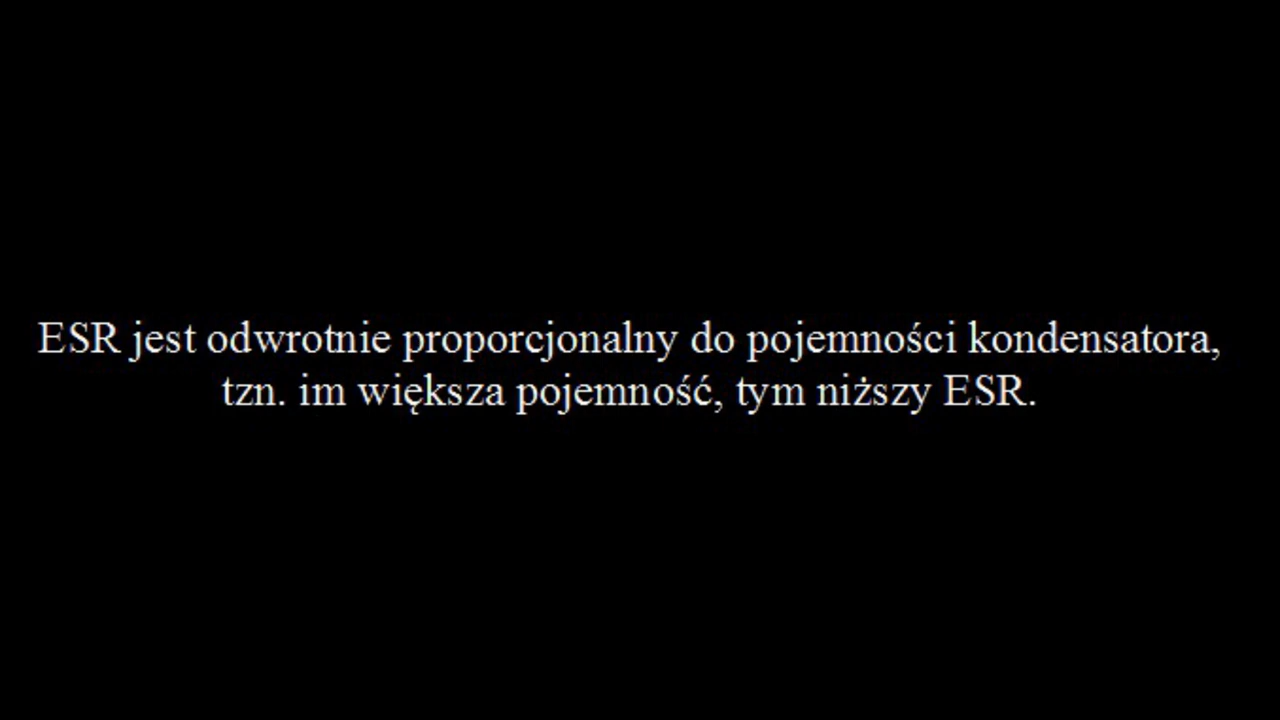 ESR jest odwrotnie proporcjonalny do pojemności kondensatora,
tzn. im większa pojemność, tym niższy ESR.